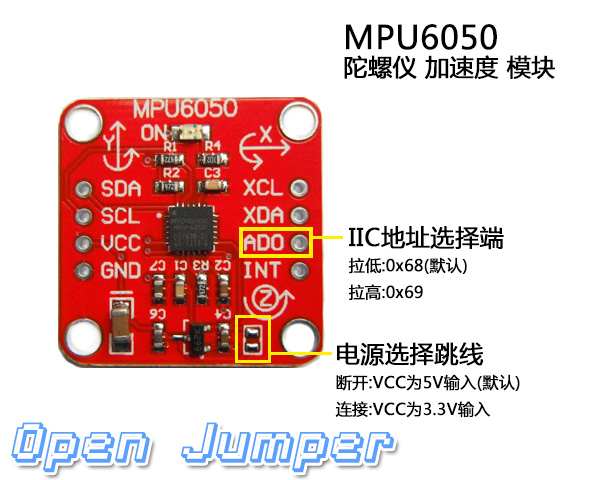 MPU6050
陀螺仪 加速度 模块
MPU6050
ON
Y
X
R1
R4
R2
C3
SDA
XCL
SCL
XDA
VCC
ADO
GND
INT
IIC地址选择端
拉低:0x68(默认)
拉高:0x69
C7
C1
R3
C2
Z
C6
C4
电源选择跳线
断开:VCC为5V输入(默认)
连接:VCC为3.3V输入
Open Jumper